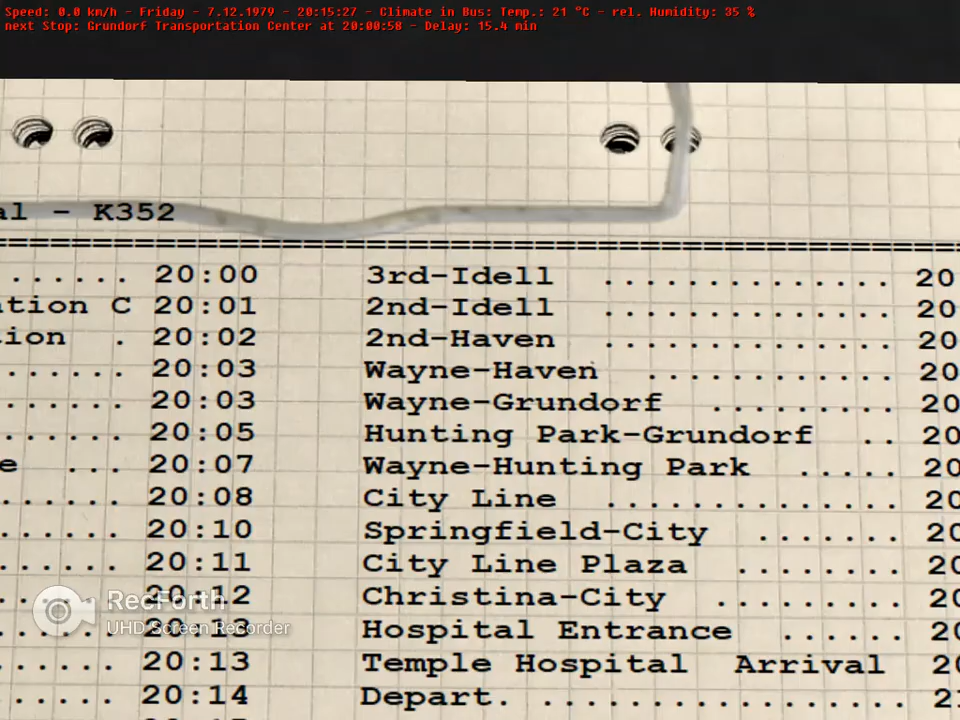 Speed: 0.0 km/h - Friday - 7.12.1979 - 20:15:27 - Climate in Bus: Temp.: 21 °C - rel. Humidity: 35 %
next Stop: Grundorf Transportation Center at 20:00:58 - Delay: 15.4 min
al - K352
================================================================
...... 20:00 3rd-Idell .............. 20
ation C 20:01 2nd-Idell .............. 20
ion . 20:02 2nd-Haven .............. 20
...... 20:03 Wayne-Haven ............ 20
...... 20:03 Wayne-Grundorf ......... 20
...... 20:05 Hunting Park-Grundorf .. 20
e ... 20:07 Wayne-Hunting Park ..... 20
...... 20:08 City Line .............. 20
...... 20:10 Springfield-City ....... 20
...... 20:11 City Line Plaza ........ 20
...... 20:12 Christina-City ......... 20
...... 20:13 Hospital Entrance ...... 20
...... 20:13 Temple Hospital Arrival 20
...... 20:14 Depart. ................ 2
RecForth
UHD Screen Recorder